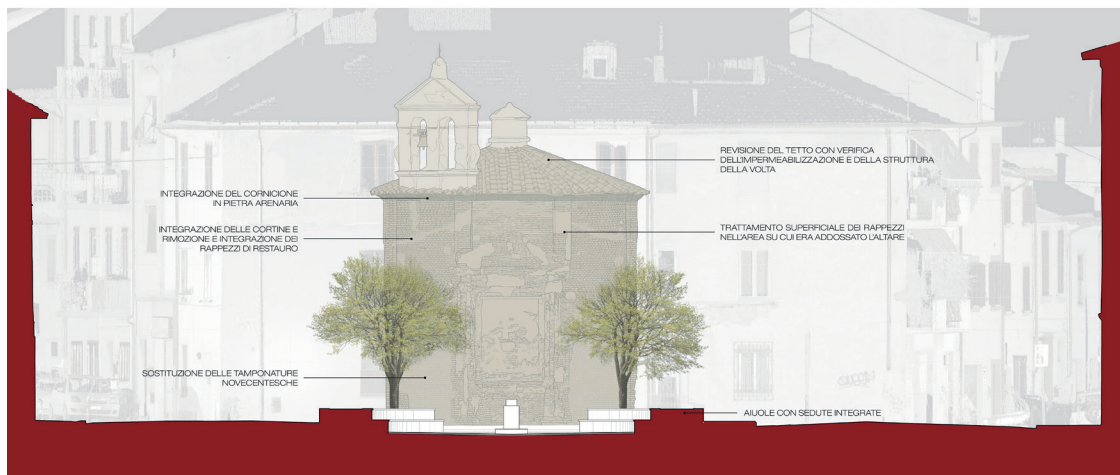 REVISIONE DEL TETTO CON VERIFICA
DELL'IMPERMEABILIZZAZIONE E DELLA STRUTTURA
DELLA VOLTA
INTEGRAZIONE DEL CORNICIONE
IN PIETRA ARENARIA
INTEGRAZIONE DELLE CORTINE E
RIMOZIONE E INTEGRAZIONE DEI
RAPPEZZI DI RESTAURO
TRATTAMENTO SUPERFICIALE DEI RAPPEZZI
NELL'AREA SU CUI ERA ADDOSSATO L'ALTARE
SOSTITUZIONE DELLE TAMPONATURE
NOVECENTESCHE
AIUOLE CON SEDUTE INTEGRATE